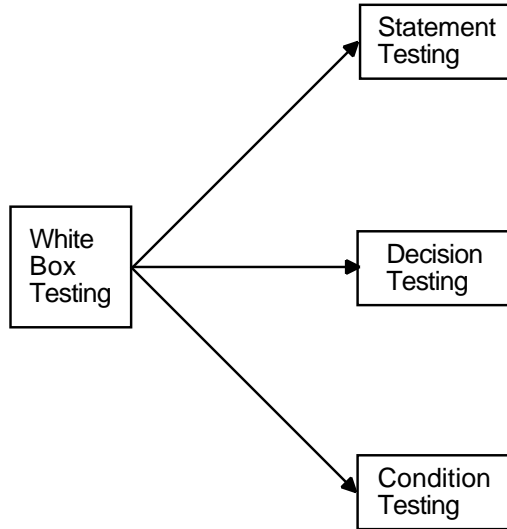 Statement
Testing
White
Box
Testing
Decision
Testing
Condition
Testing